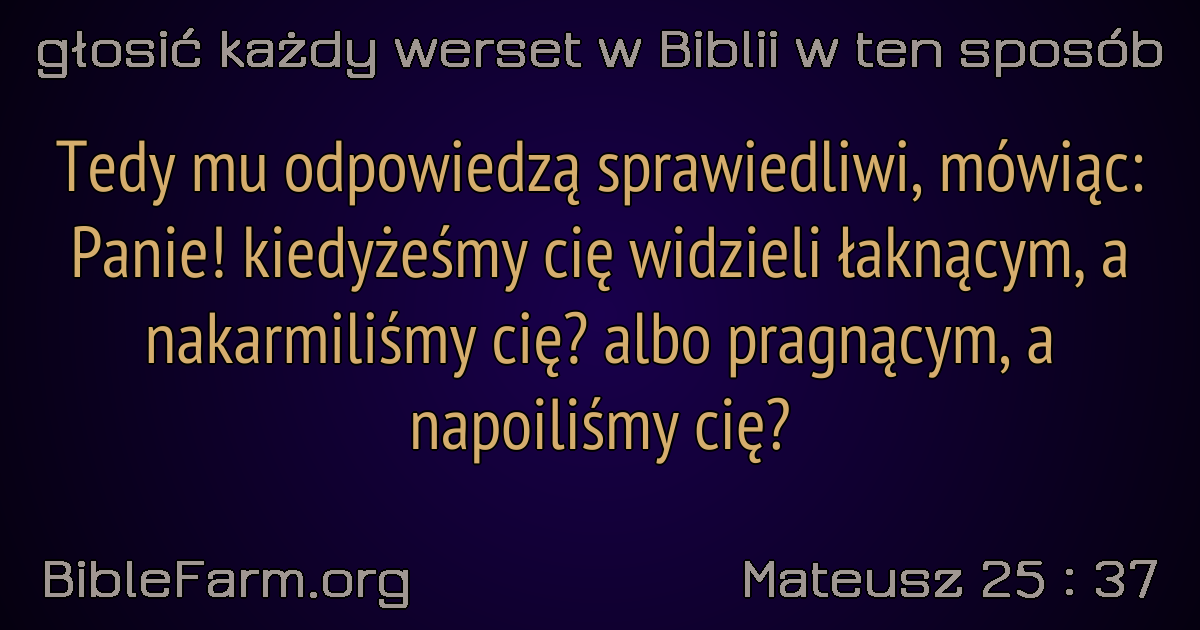 głosić każdy werset w Biblii w ten sposób
Tedy mu odpowiedzą sprawiedliwi, mówiąc:
Panie! kiedyżeśmy cię widzieli łaknącym, a
nakarmiliśmy cię? albo pragnącym, a
napoiliśmy cię?
BibleFarm.org
Mateusz 25 : 37